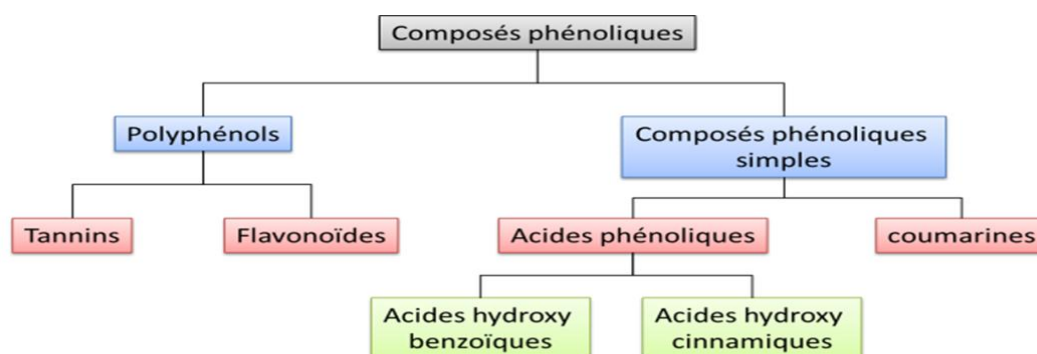 Composés phénoliques
Polyphénols
Composés phénoliques
simples
Tannins
Flavonoïdes
Acides phénoliques
coumarines
Acides hydroxy
benzoïques
Acides hydroxy
cinnamiques